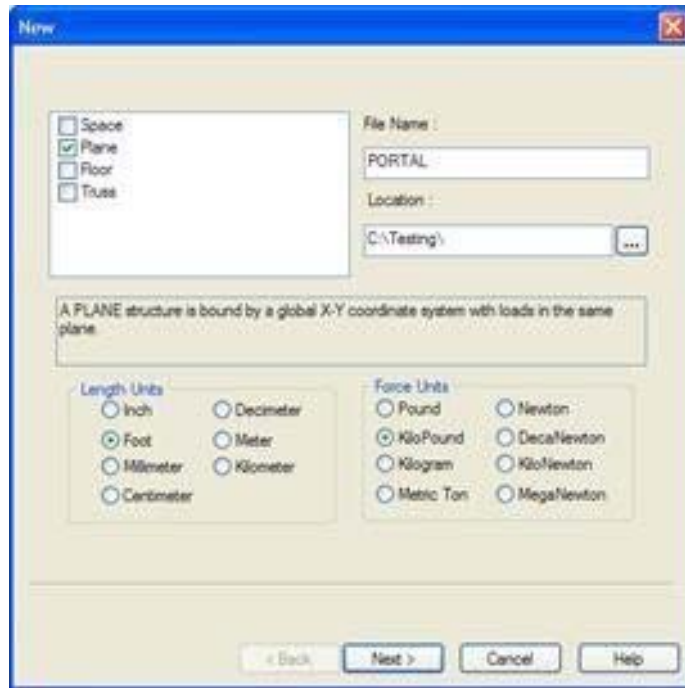 New
Space
Plane
Floor
Truss
File Name :
PORTAL
Location :
C:\Testing\
...
A PLANE structure is bound by a global X-Y coordinate system with loads in the same
plane.
Length Units
Inch
Decimeter
Foot
Meter
Millimeter
Kilometer
Centimeter
Force Units
Pound
Newton
KiloPound
DecaNewton
Kilogram
KiloNewton
Metric Ton
MegaNewton
< Back
Next >
Cancel
Help